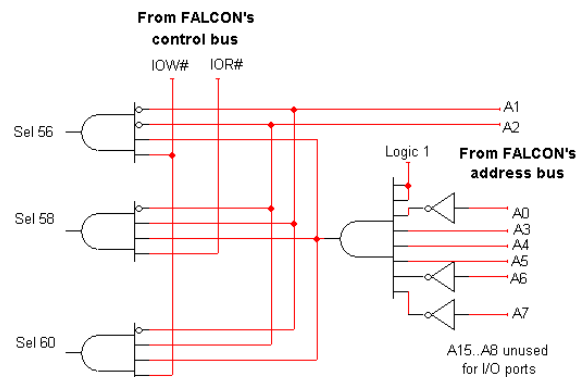 From FALCON's
control bus
IOW# IOR#
A1
A2
Sel 56
Logic 1
From FALCON's
address bus
A0
Sel 58
A3
A4
A5
A6
A7
Sel 60
A15..A8 unused
for I/O ports